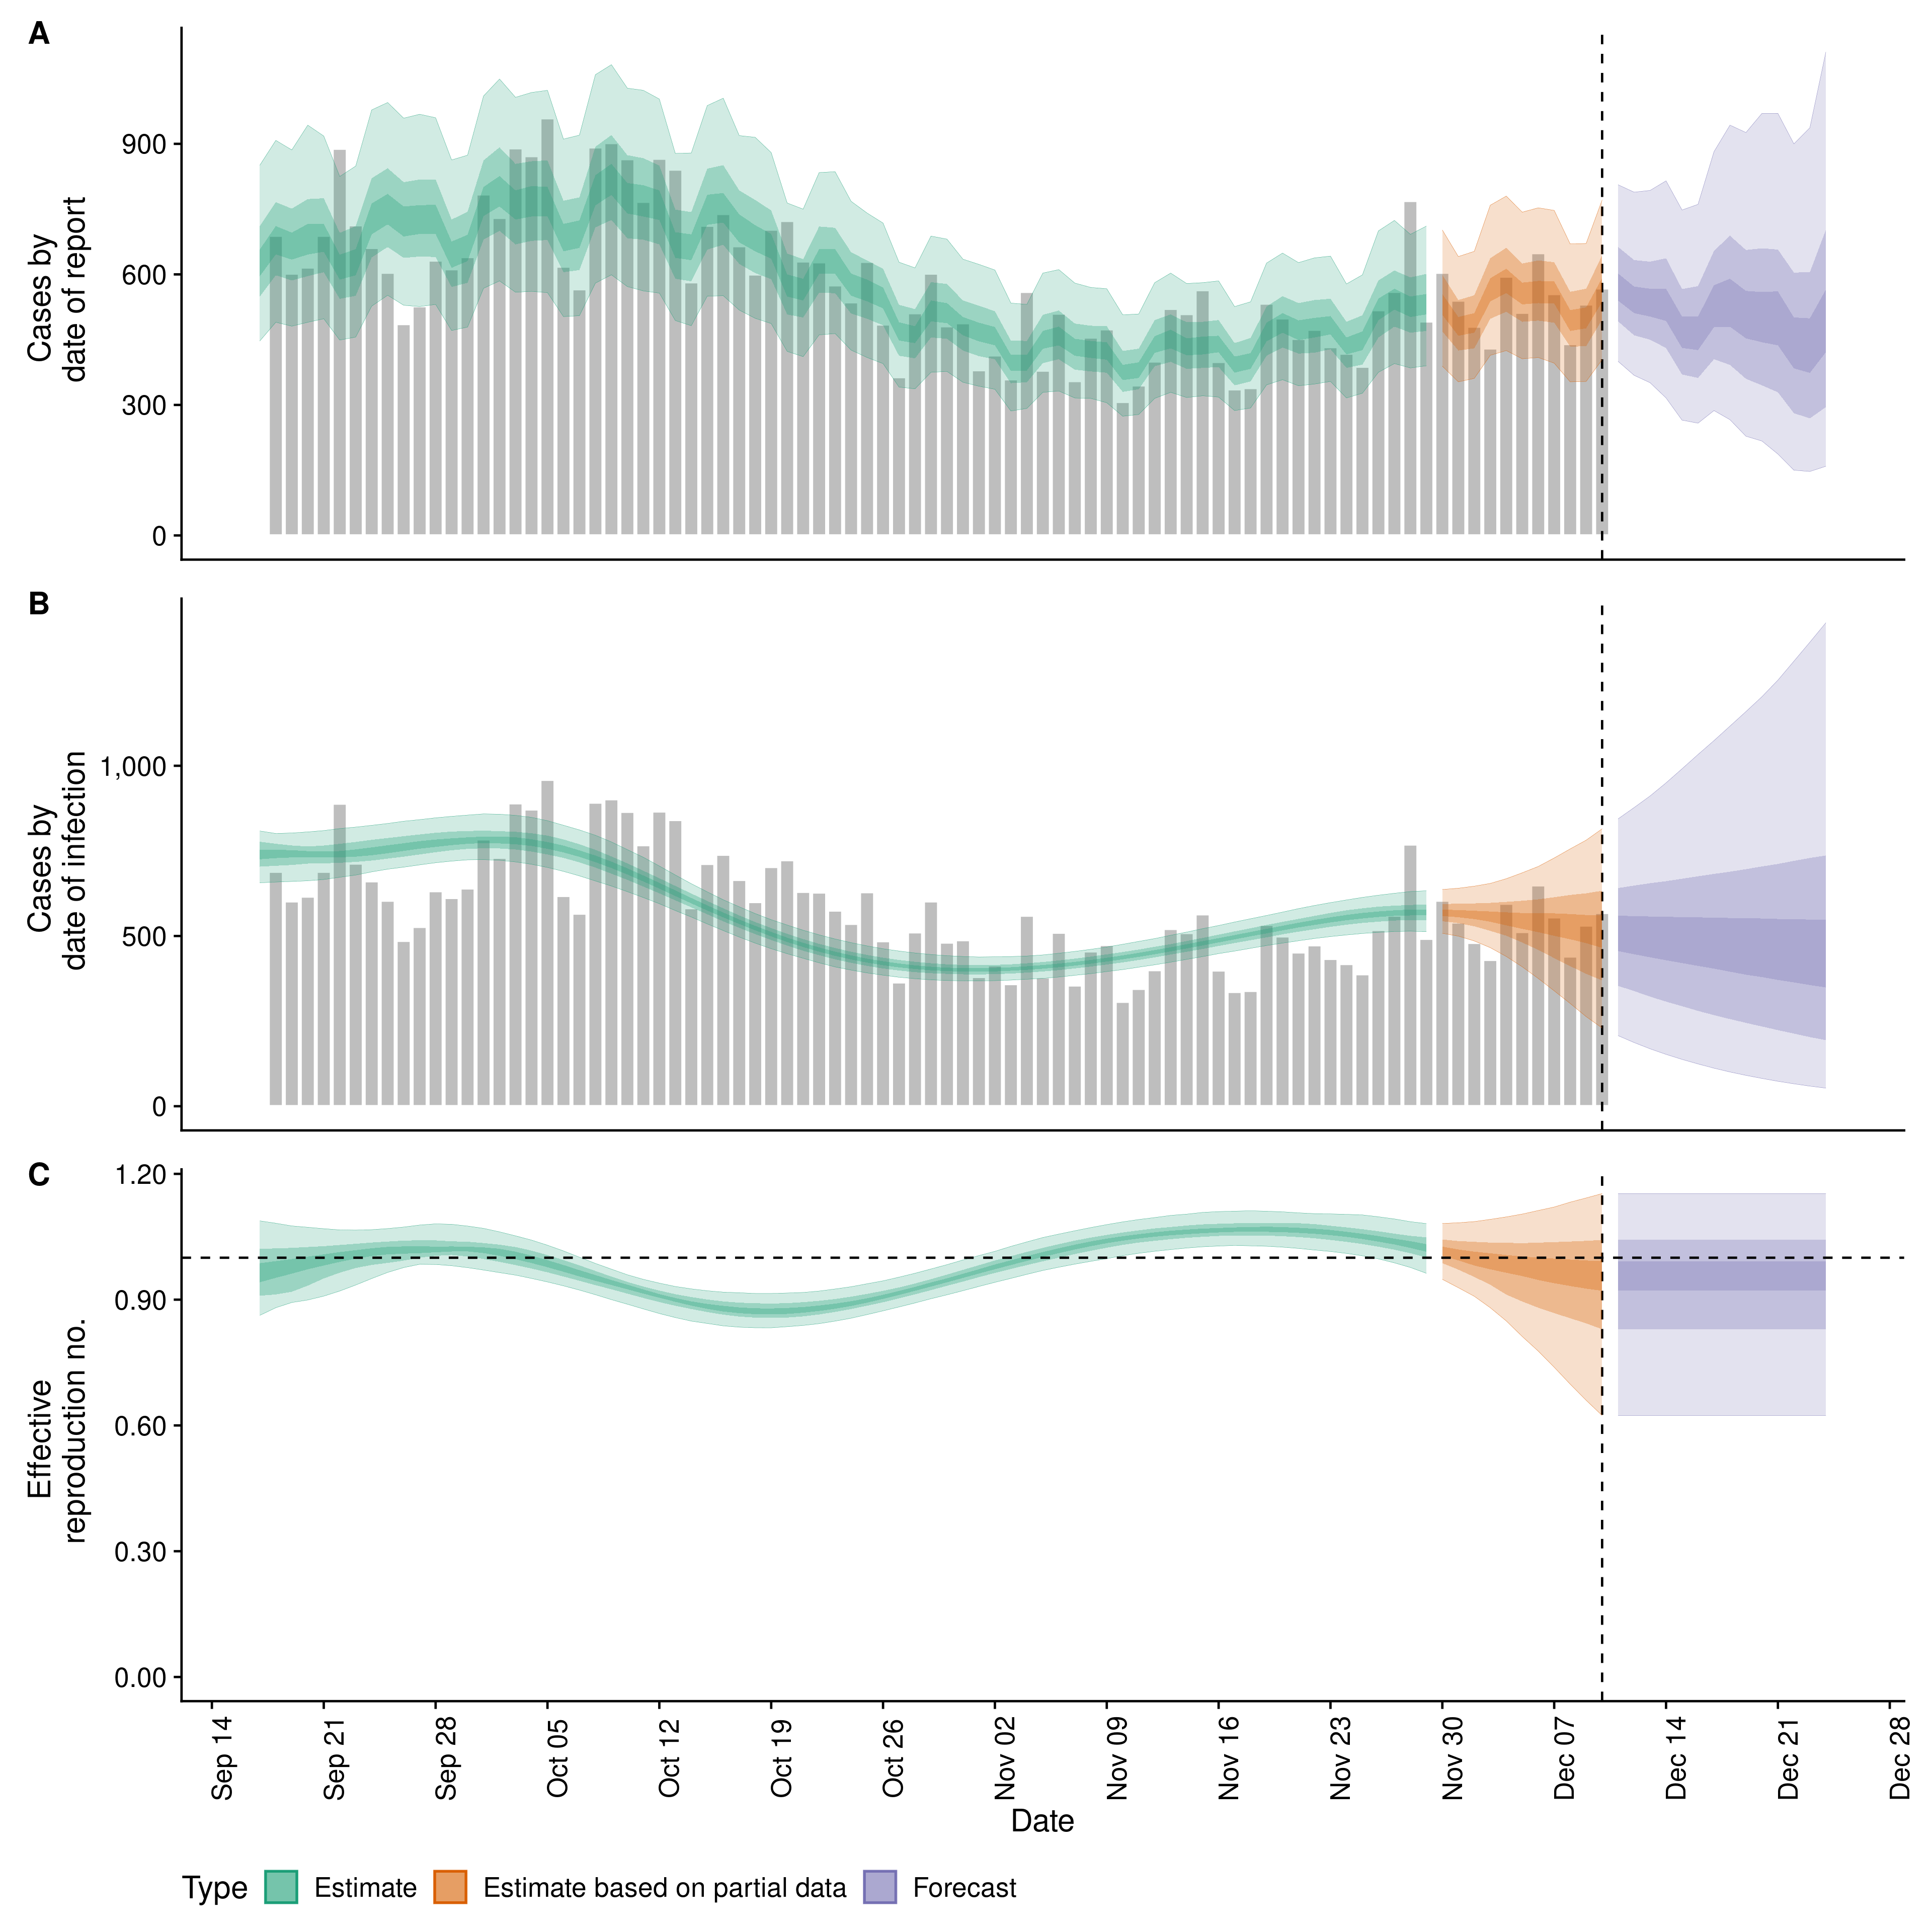 A
Cases by
date of report
900
600
300
0
B
Cases by
date of infection
1,000
500
0
C
Effective
reproduction no.
1.20
0.90
0.60
0.30
0.00
Sep 14
Sep 21
Sep 28
Oct 05
Oct 12
Oct 19
Oct 26
Nov 02
Nov 09
Nov 16
Nov 23
Nov 30
Dec 07
Dec 14
Dec 21
Dec 28
Date
Type Estimate Estimate based on partial data Forecast